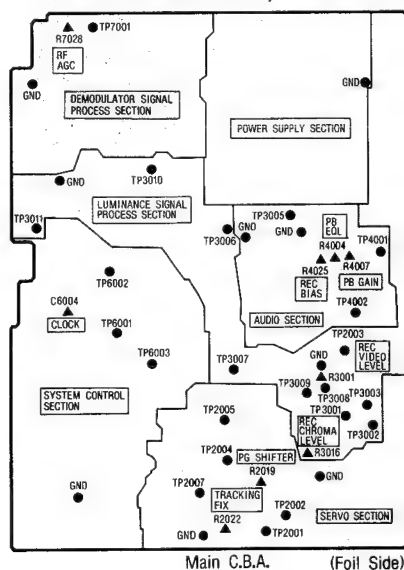 R7028 TP7001
RF
AGC
GND
GND
DEMODULATOR SIGNAL
PROCESS SECTION
POWER SUPPLY SECTION
TP3010
GND
LUMINANCE SIGNAL
PROCESS SECTION
TP3011
TP3005
GND
PB
EQL
GND
R4004
TP4001
TP3006
R4025
R4007
REC
BIAS
PB GAIN
TP6002
C6004
CLOCK
TP4002
AUDIO SECTION
TP6001
TP2003
REC
VIDEO
LEVEL
GND
TP6003
TP3007
R3001
TP3009
TP3008
TP3003
SYSTEM CONTROL
SECTION
TP3001
TP3002
TP2005
REC
CHROMA
LEVEL
TP2004
PG SHIFTER
R3016
R2019
GND
TP2007
TRACKING
FIX
GND
TP2002
SERVO SECTION
R2022
GND
TP2001
Main C.B.A. (Foil Side)